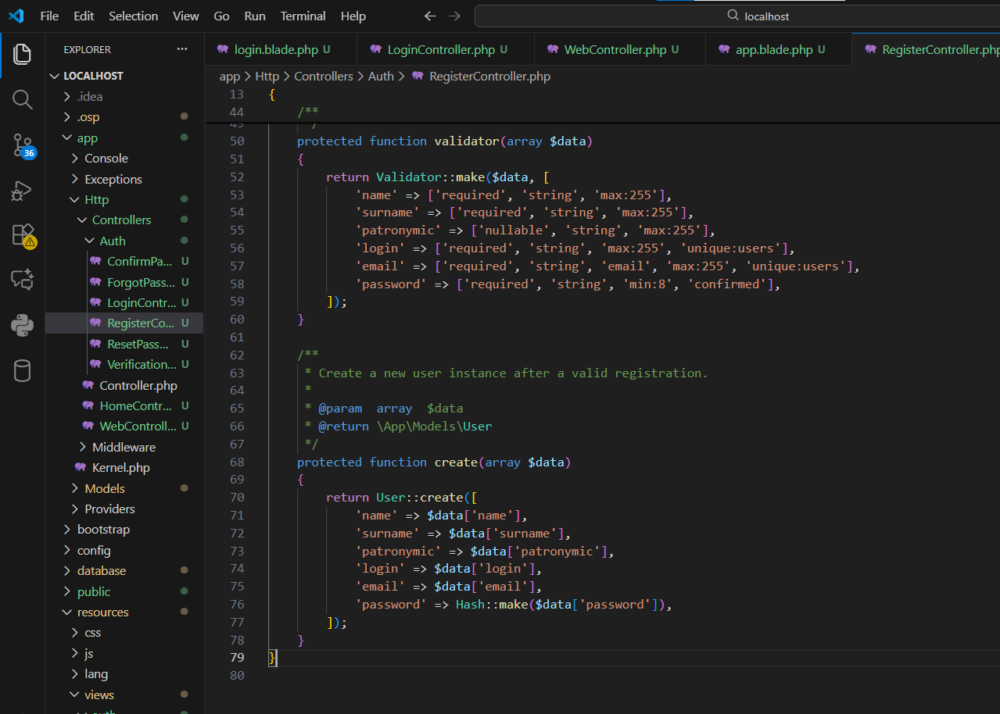 File Edit Selection View Go Run Terminal Help
localhost
EXPLORER ...
login.blade.php U
LoginController.php U
WebController.php U
app.blade.php U
RegisterController.php
LOCALHOST
.idea
.osp
app
Console
Exceptions
Http
Controllers
Auth
ConfirmPa... U
ForgotPass... U
LoginContr... U
RegisterCo... U
ResetPass... U
Verification... U
Controller.php
HomeContr... U
WebControll... U
Middleware
Kernel.php
Models
Providers
bootstrap
config
database
public
resources
css
js
lang
views
36
app > Http > Controllers > Auth > RegisterController.php
13 {
44 /**
49 */
50 protected function validator(array $data)
51 {
52 return Validator::make($data, [
53 'name' => ['required', 'string', 'max:255'],
54 'surname' => ['required', 'string', 'max:255'],
55 'patronymic' => ['nullable', 'string', 'max:255'],
56 'login' => ['required', 'string', 'max:255', 'unique:users'],
57 'email' => ['required', 'string', 'email', 'max:255', 'unique:users'],
58 'password' => ['required', 'string', 'min:8', 'confirmed'],
59 ]);
60 }
61
62 /**
63 * Create a new user instance after a valid registration.
64 *
65 * @param  array  $data
66 * @return \App\Models\User
67 */
68 protected function create(array $data)
69 {
70 return User::create([
71 'name' => $data['name'],
72 'surname' => $data['surname'],
73 'patronymic' => $data['patronymic'],
74 'login' => $data['login'],
75 'email' => $data['email'],
76 'password' => Hash::make($data['password']),
77 ]);
78 }
79 }
80